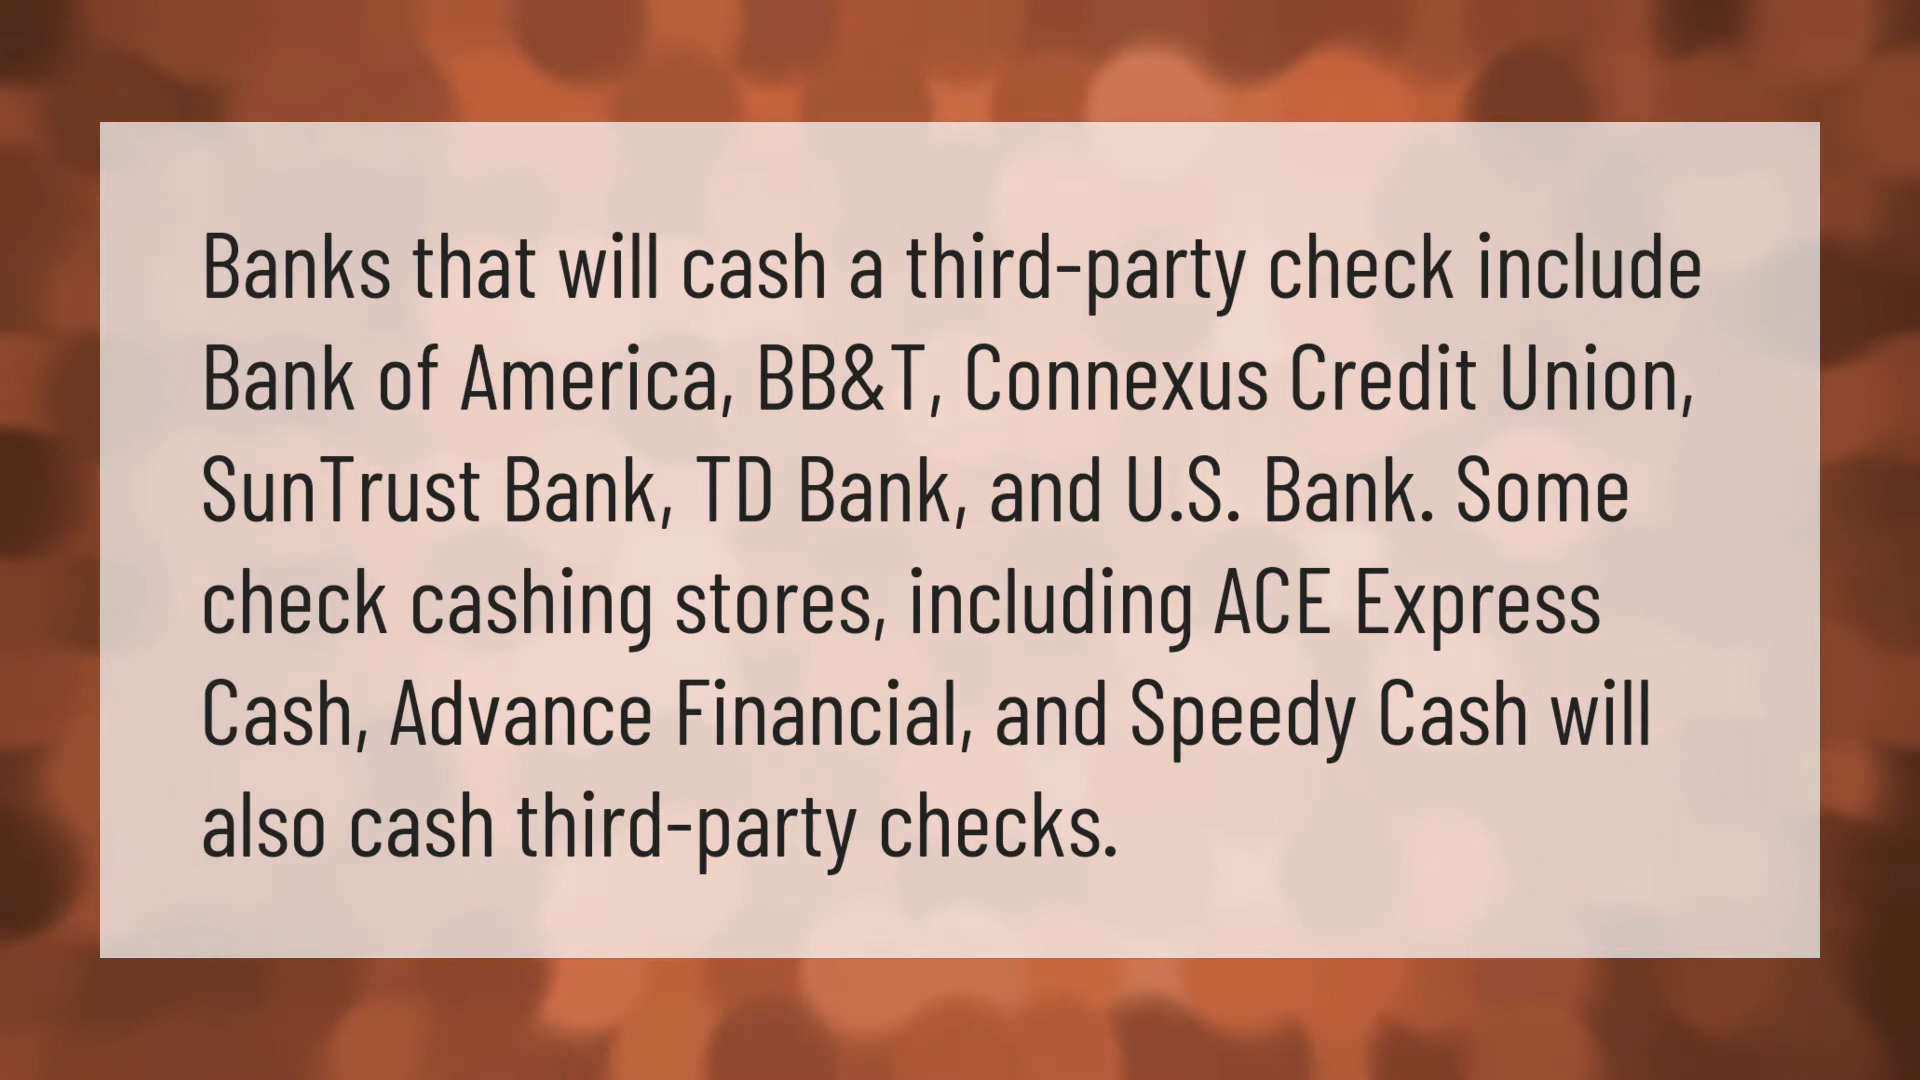 Banks that will cash a third-party check include
Bank of America, BB&T, Connexus Credit Union,
SunTrust Bank, TD Bank, and U.S. Bank. Some
check cashing stores, including ACE Express
Cash, Advance Financial, and Speedy Cash will
also cash third-party checks.